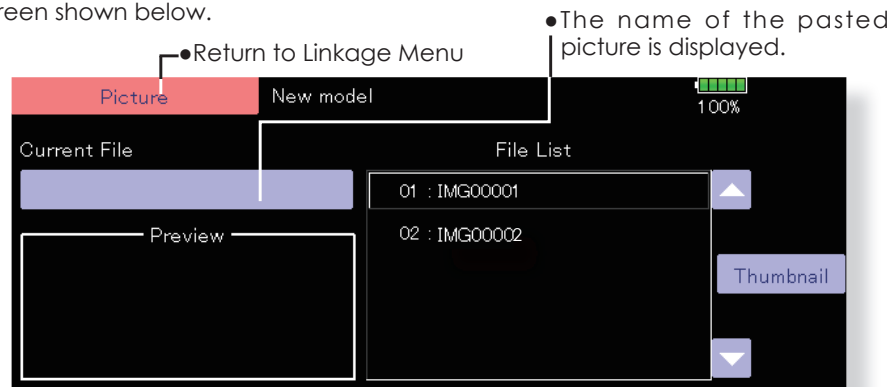 reen shown below.
●The name of the pasted
picture is displayed.
●Return to Linkage Menu
Picture
New model
100%
Current File
File List
01 : IMG00001
Preview
02 : IMG00002
Thumbnail